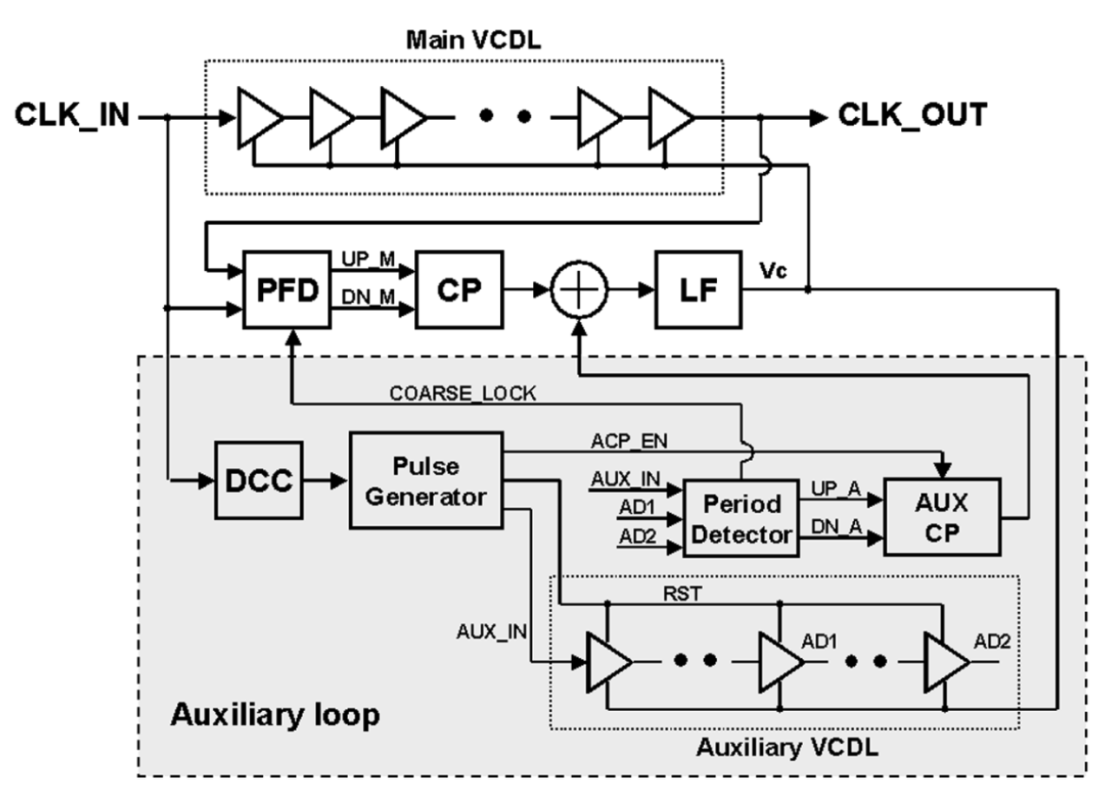 Main VCDL
CLK_IN
CLK_OUT
UP_M
Vc
PFD
CP
LF
DN_M
COARSE_LOCK
ACP_EN
DCC
Pulse
Generator
AUX_IN
AD1
AD2
Period
Detector
UP_A
DN_A
AUX
CP
RST
AUX_IN
AD1
AD2
Auxiliary loop
Auxiliary VCDL